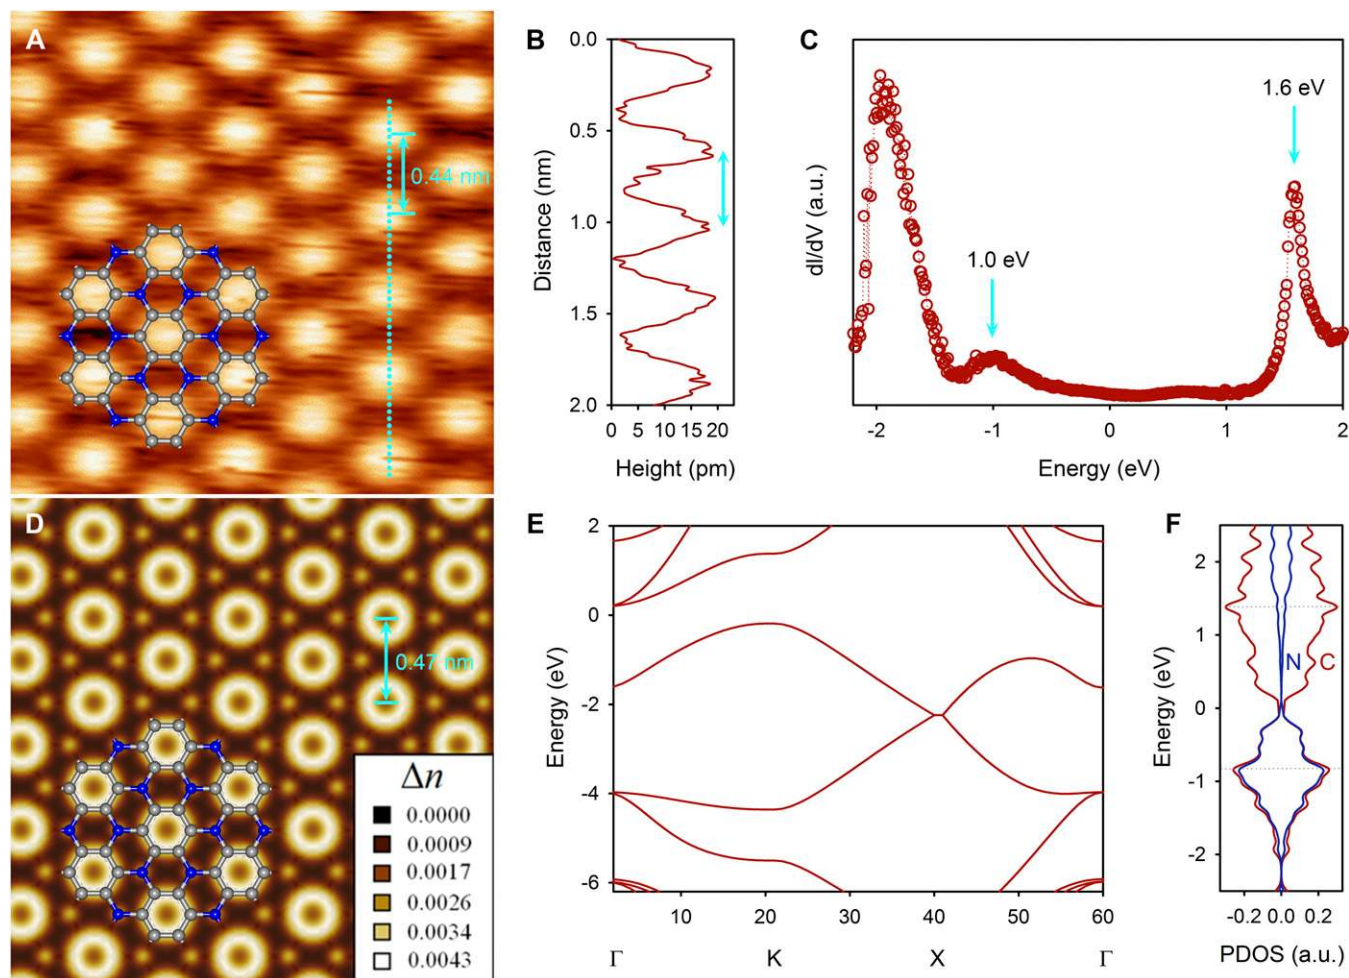 A
0.44 nm
B
0.0
0.5
1.0
1.5
2.0
Distance (nm)
0 5 10 15 20
Height (pm)
C
dI/dV (a.u.)
1.0 eV
1.6 eV
-2 -1 0 1 2
Energy (eV)
D
0.47 nm
Δn
0.0000
0.0009
0.0017
0.0026
0.0034
0.0043
E
2
0
-2
-4
-6
Energy (eV)
10 20 30 40 50 60
Γ K X Γ
F
2
1
0
-1
-2
Energy (eV)
N C
-0.2 0.0 0.2
PDOS (a.u.)